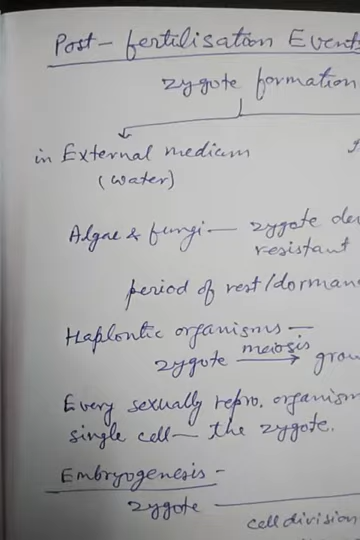 Post- fertilisation Events
zygote formation
in External medium
(water)
Algae & fungi — zygote de
resistant
period of rest/dorman
Haplontic organisms —
zygote meiosis → grow
Every sexually repro. organism
single cell — the zygote.
Embryogenesis -
zygote
cell division